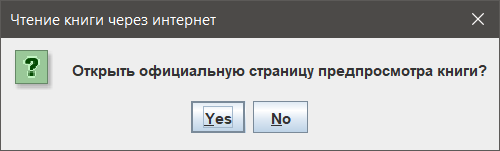 Чтение книги через интернет
Открыть официальную страницу предпросмотра книги?
Yes No